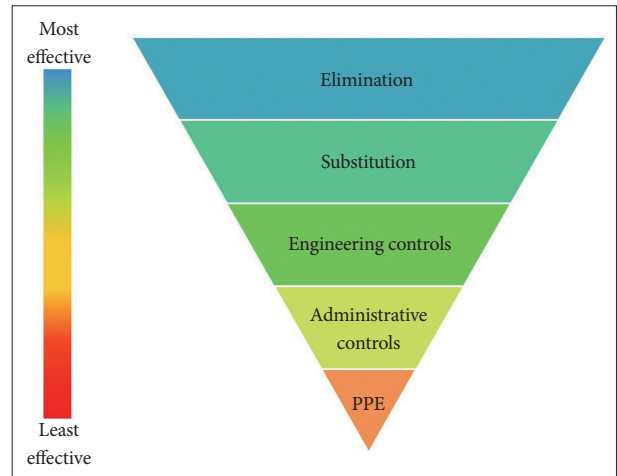 Most
effective
Elimination
Substitution
Engineering controls
Administrative
controls
PPE
Least
effective